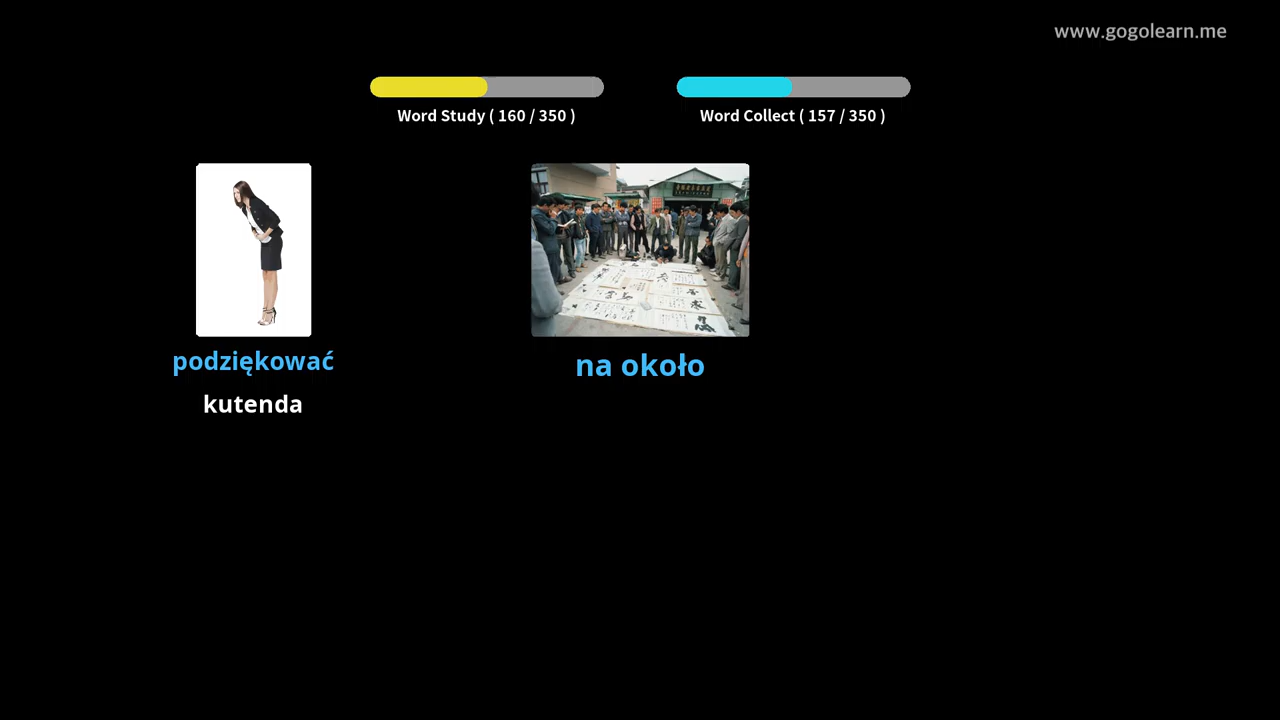 www.gogolearn.me
Word Study ( 160 / 350 )
Word Collect ( 157 / 350 )
podziękować
kutenda
na około